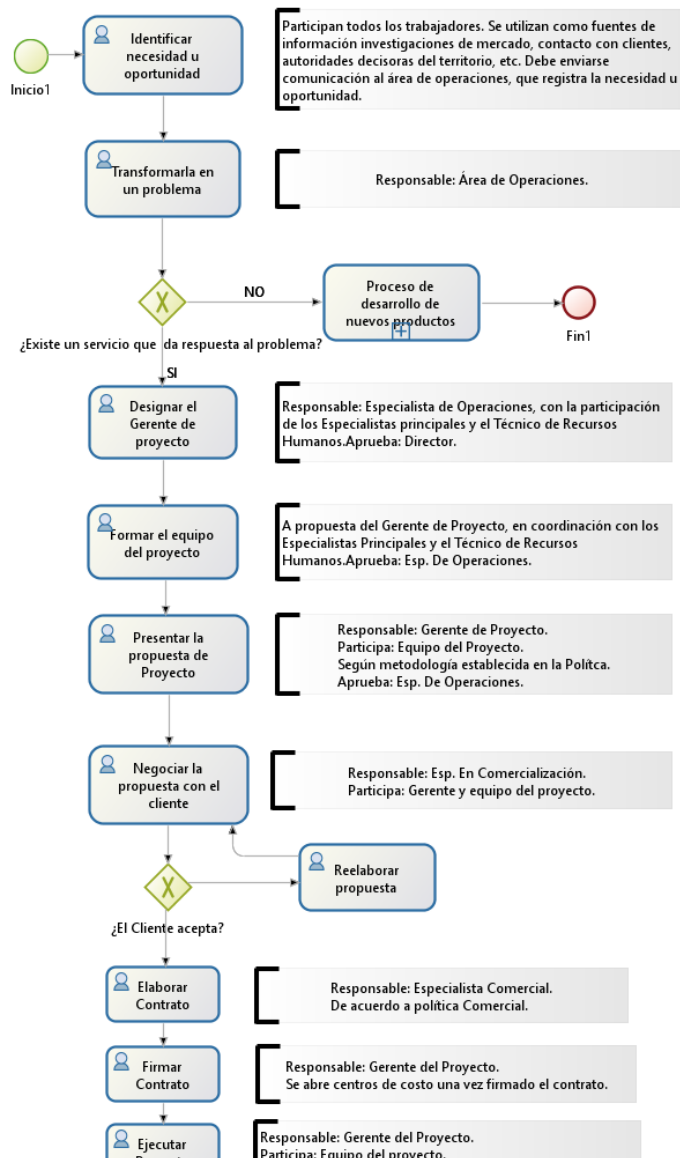 Identificar
necesidad u
oportunidad
Inicio1
Participan todos los trabajadores. Se utilizan como fuentes de
información investigaciones de mercado, contacto con clientes,
autoridades decisoras del territorio, etc. Debe enviarse
comunicación al área de operaciones, que registra la necesidad u
oportunidad.
Transformarla en
un problema
Responsable: Área de Operaciones.
NO
Proceso de
desarrollo de
nuevos productos
Fin1
¿Existe un servicio que da respuesta al problema?
SI
Designar el
Gerente de
proyecto
Responsable: Especialista de Operaciones, con la participación
de los Especialistas principales y el Técnico de Recursos
Humanos.Aprueba: Director.
Formar el equipo
del proyecto
A propuesta del Gerente de Proyecto, en coordinación con los
Especialistas Principales y el Técnico de Recursos
Humanos.Aprueba: Esp. De Operaciones.
Presentar la
propuesta de
Proyecto
Responsable: Gerente de Proyecto.
Participa: Equipo del Proyecto.
Según metodología establecida en la Polítca.
Aprueba: Esp. De Operaciones.
Negociar la
propuesta con el
cliente
Responsable: Esp. En Comercialización.
Participa: Gerente y equipo del proyecto.
Reelaborar
propuesta
¿El Cliente acepta?
Elaborar
Contrato
Responsable: Especialista Comercial.
De acuerdo a política Comercial.
Firmar
Contrato
Responsable: Gerente del Proyecto.
Se abre centros de costo una vez firmado el contrato.
Ejecutar
Responsable: Gerente del Proyecto.
Participa: Equipo del proyecto.